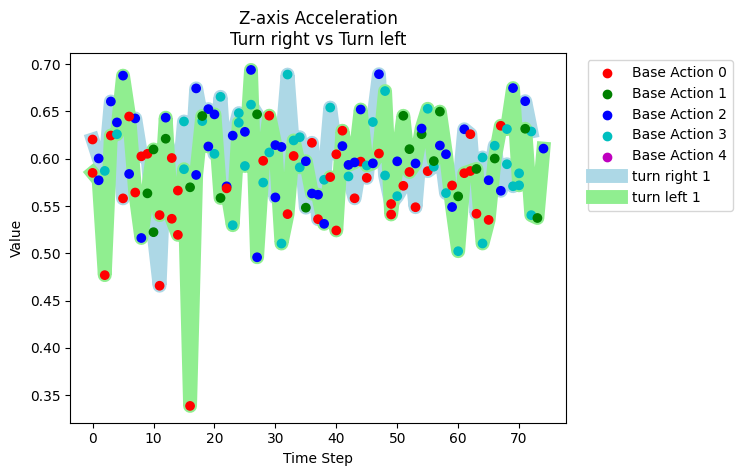 Z-axis Acceleration
Turn right vs Turn left
Value
0.70
0.65
0.60
0.55
0.50
0.45
0.40
0.35
0
10
20
30
40
50
60
70
Time Step
Base Action 0
Base Action 1
Base Action 2
Base Action 3
Base Action 4
turn right 1
turn left 1